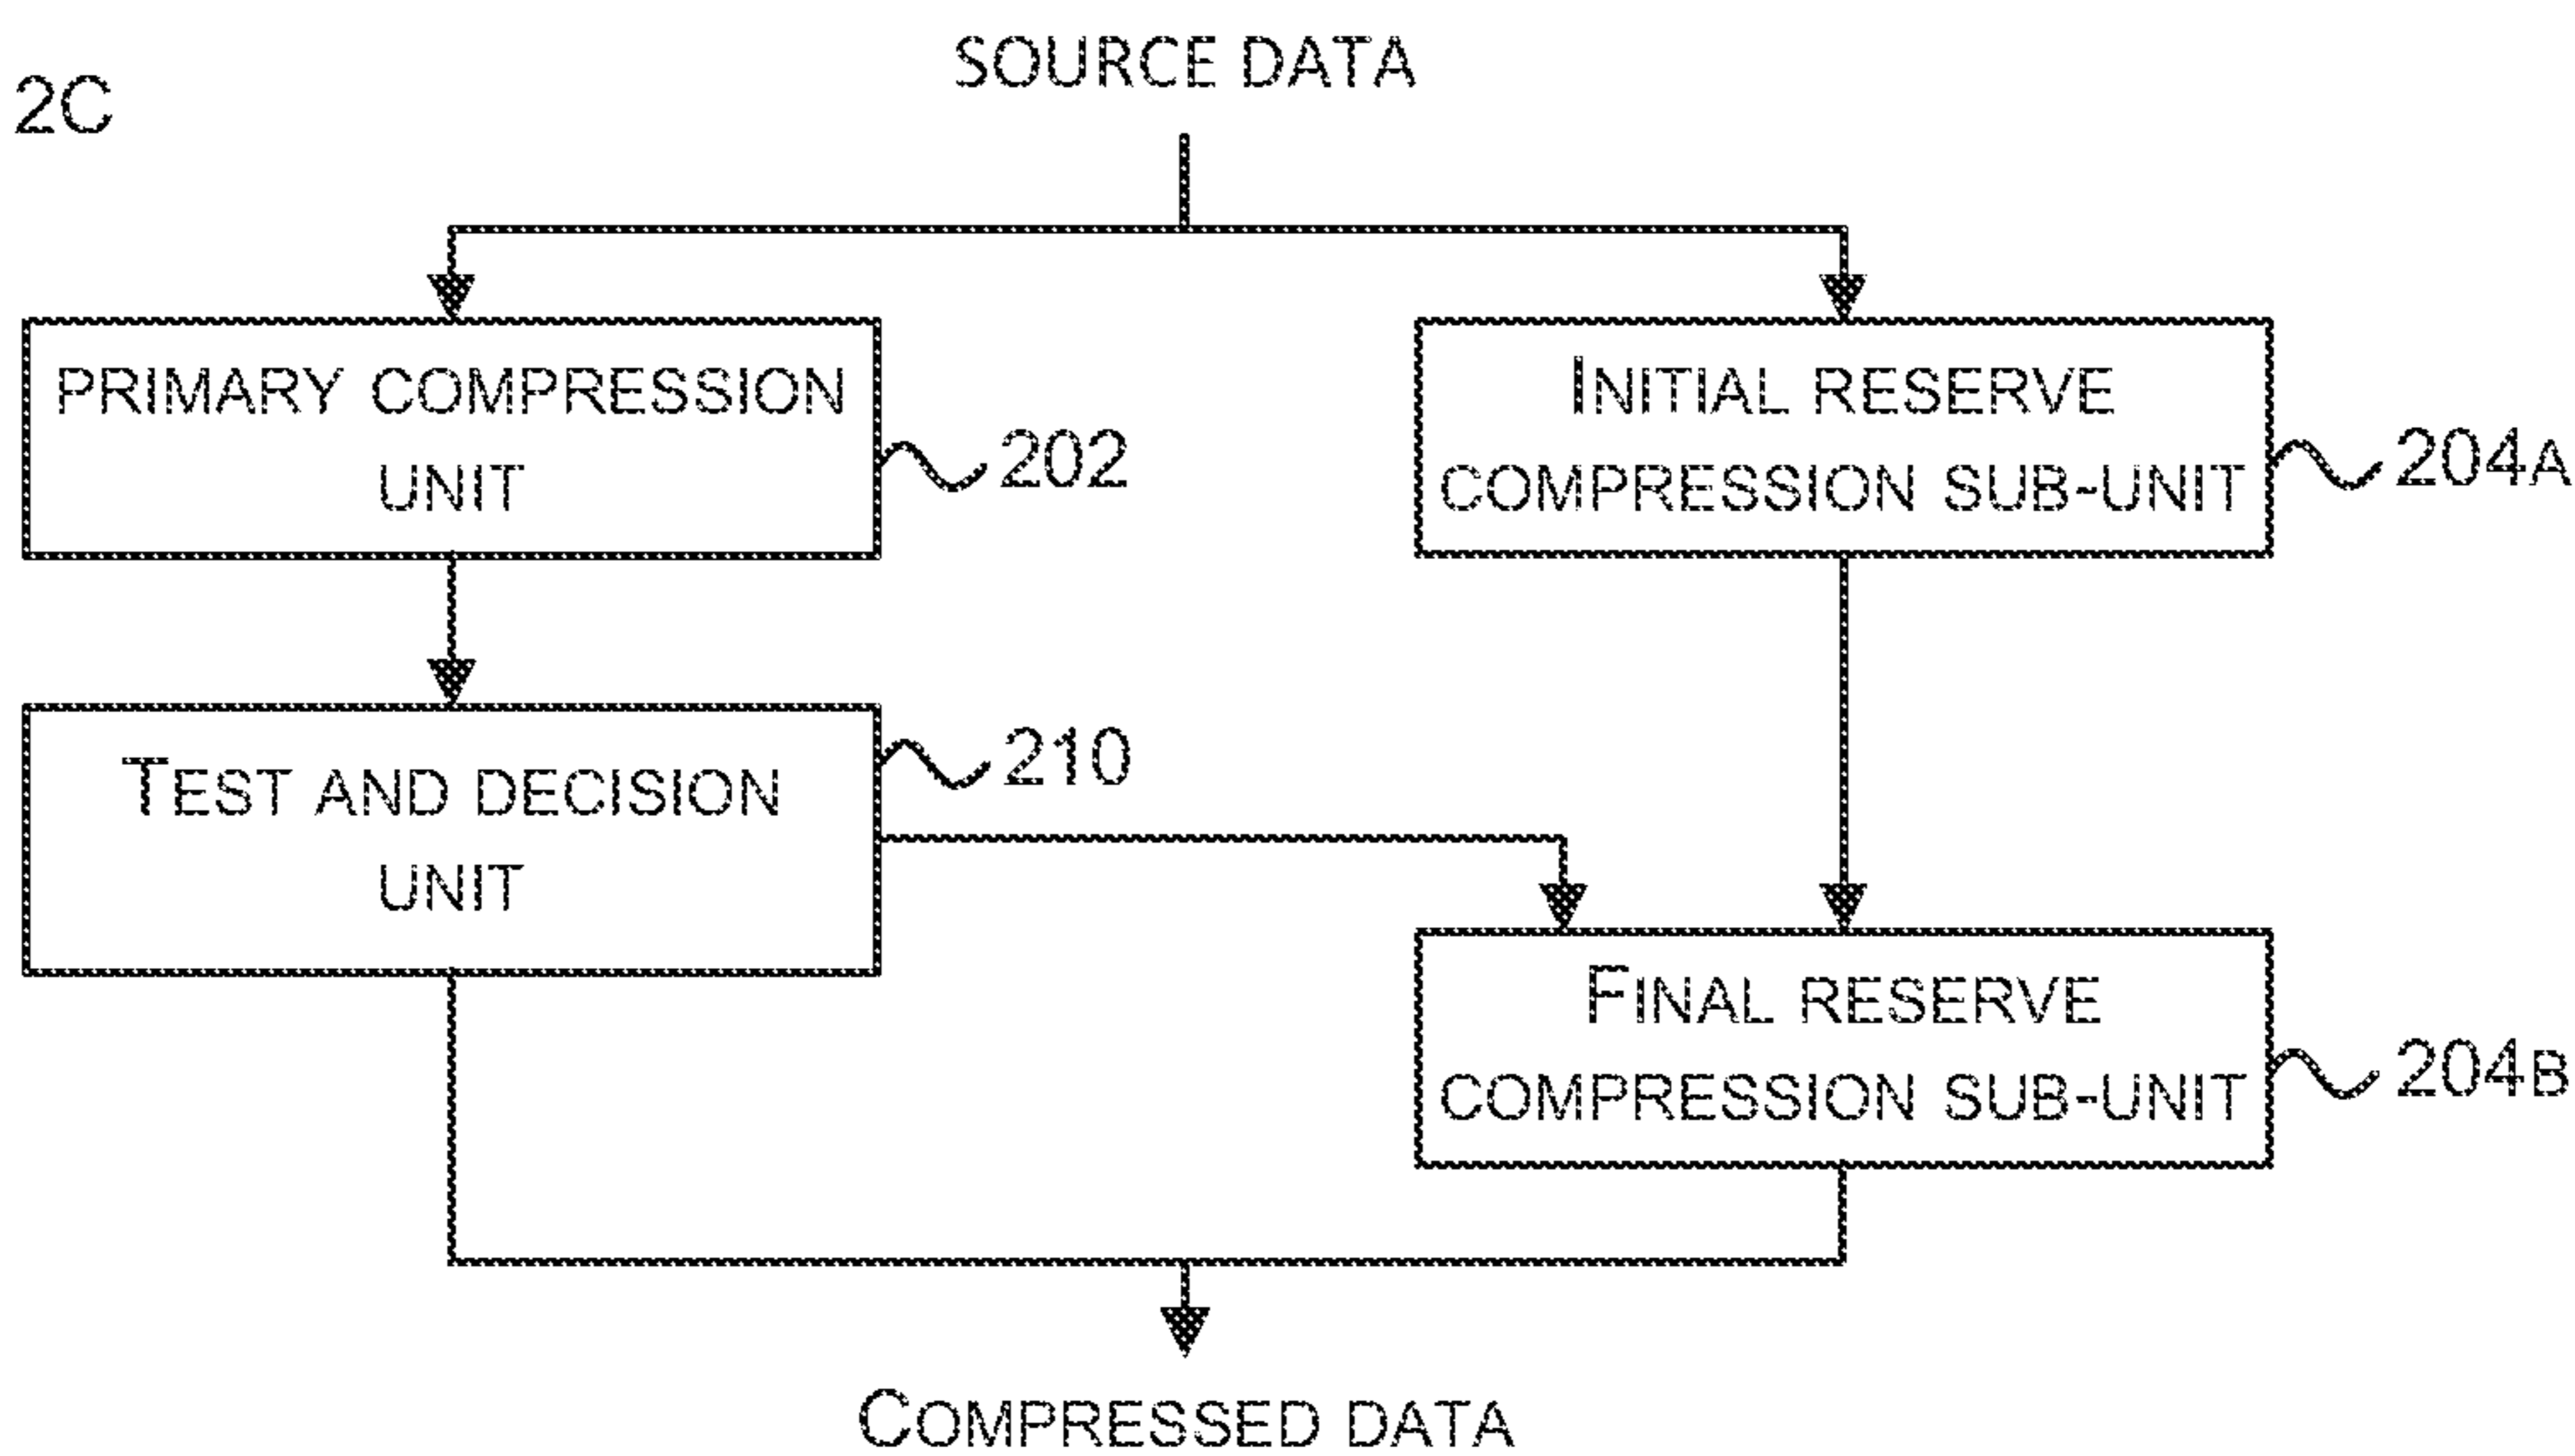 SOURCE DATA
2C
PRIMARY COMPRESSION
UNIT
202
INITIAL RESERVE
COMPRESSION SUB-UNIT
204A
TEST AND DECISION
UNIT
210
FINAL RESERVE
COMPRESSION SUB-UNIT
204B
COMPRESSED DATA